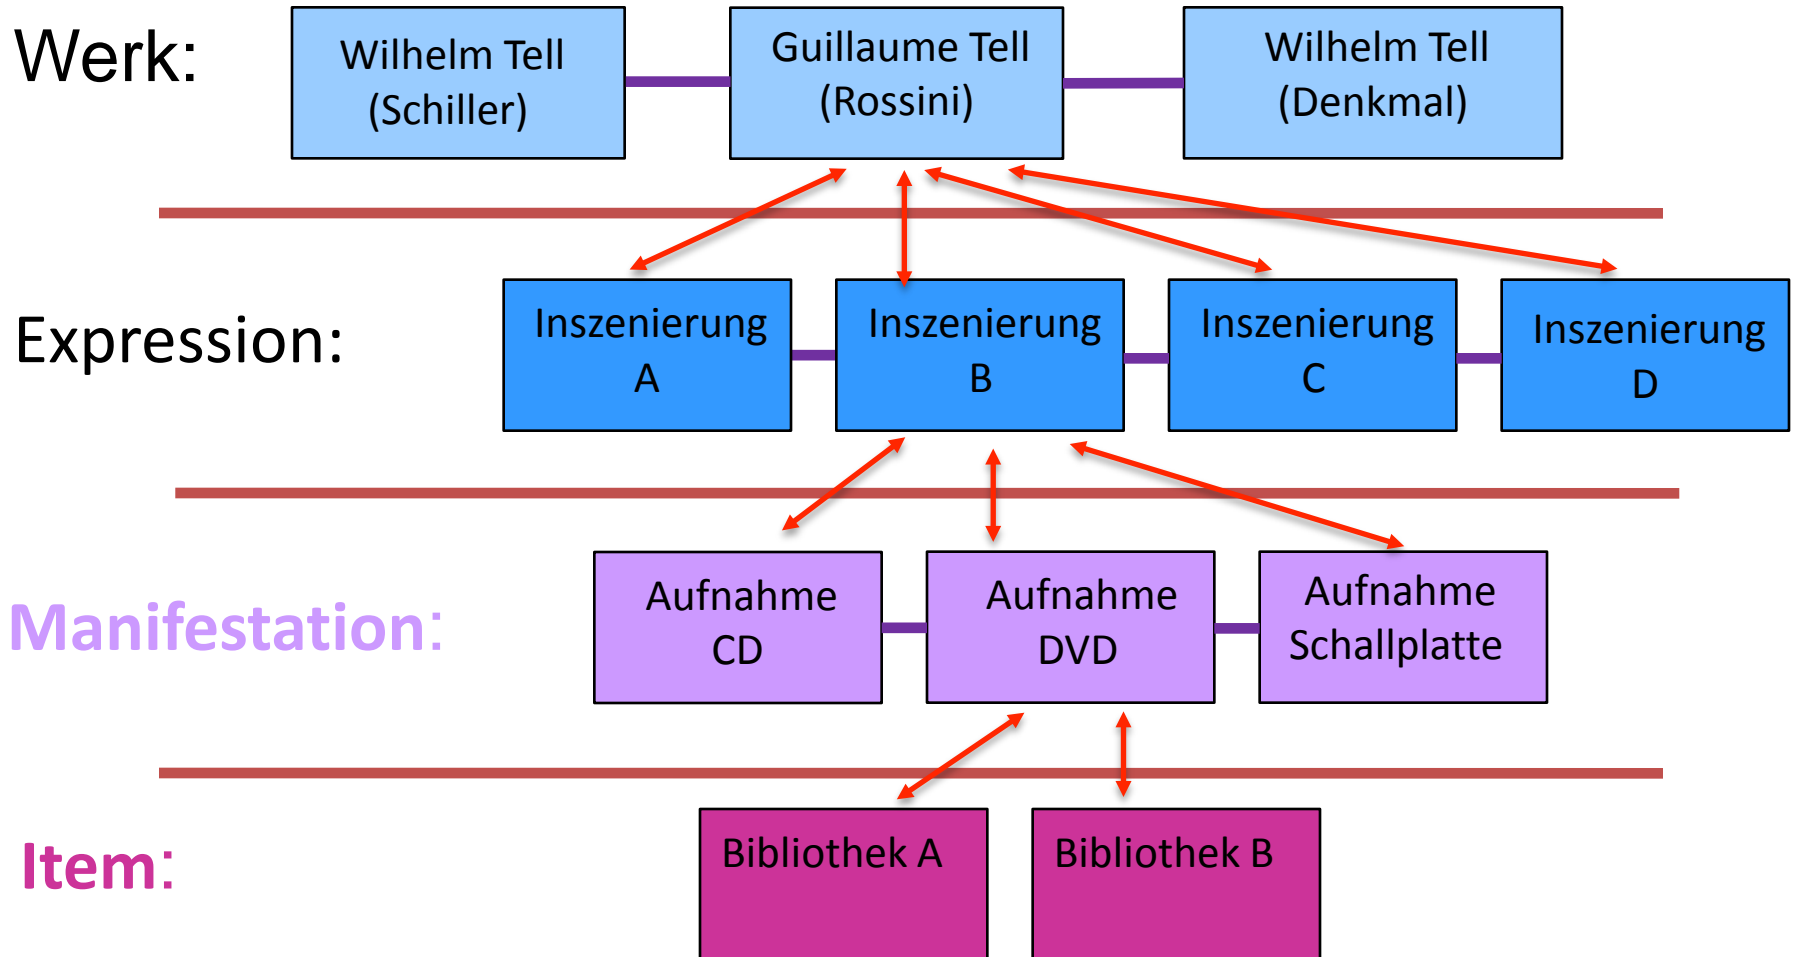 Werk:
Wilhelm Tell
(Schiller)
Guillaume Tell
(Rossini)
Wilhelm Tell
(Denkmal)
Expression:
Inszenierung
A
Inszenierung
B
Inszenierung
C
Inszenierung
D
Manifestation:
Aufnahme
CD
Aufnahme
DVD
Aufnahme
Schallplatte
Item:
Bibliothek A
Bibliothek B